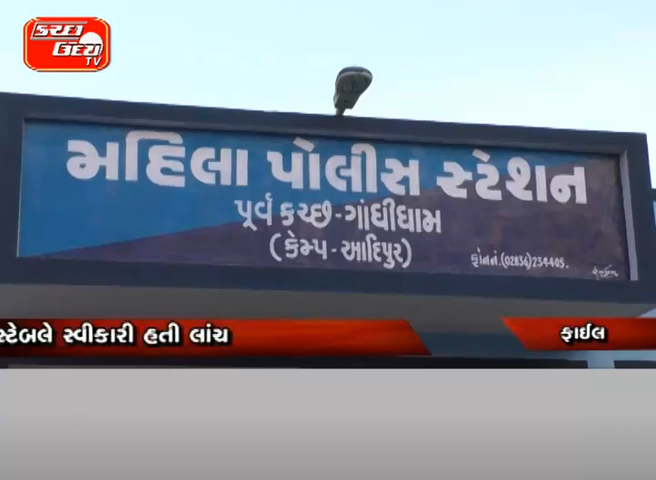 કચ્છ
ઉદય
TV
મહિલા પોલીસ સ્ટેશન
પૂર્વ કચ્છ-ગાંધીધામ
(કેમ્પ-આદિપુર)
ફોન નં.(02836)234405.
સ્ટેબલે સ્વીકારી હતી લાંચ
ફાઈલ